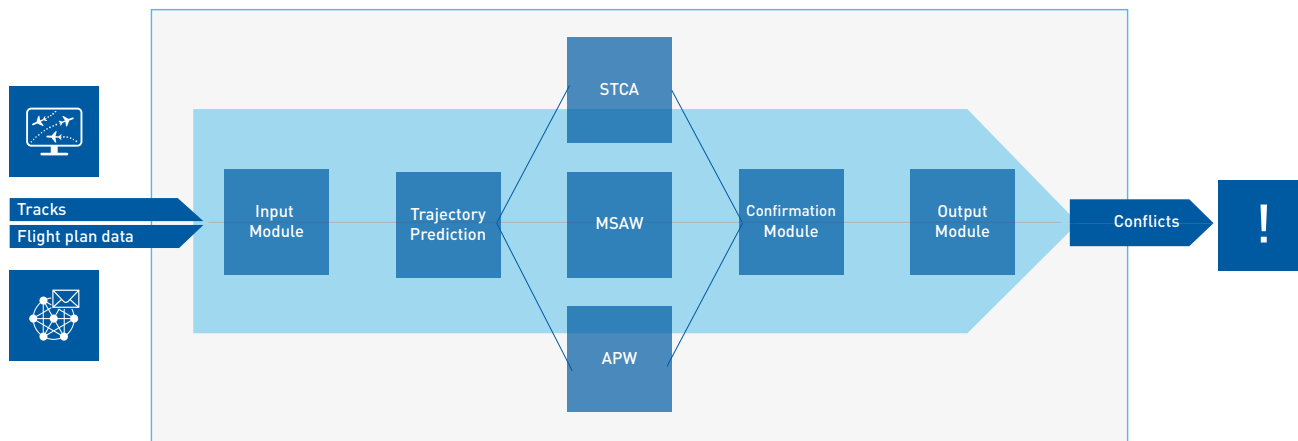 Tracks
Flight plan data
Input
Module
Trajectory
Prediction
STCA
MSAW
APW
Confirmation
Module
Output
Module
Conflicts
!